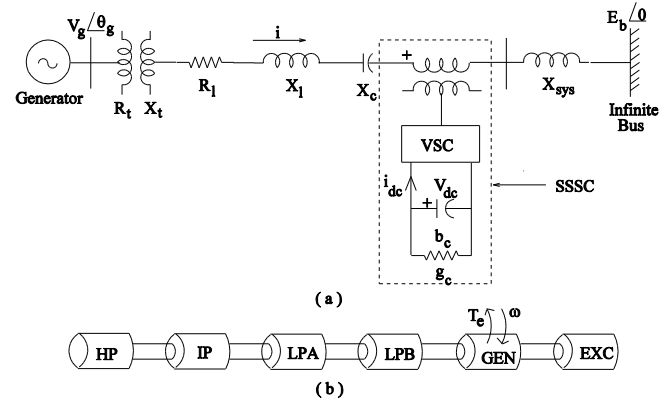 V_g ∠θ_g
i
E_b ∠0
+
Generator
R_t X_t
R_l
X_l
X_c
X_sys
Infinite
Bus
VSC
i_dc
V_dc
+
SSSC
b_c
g_c
( a )
T_e ω
HP IP LPA LPB GEN EXC
( b )